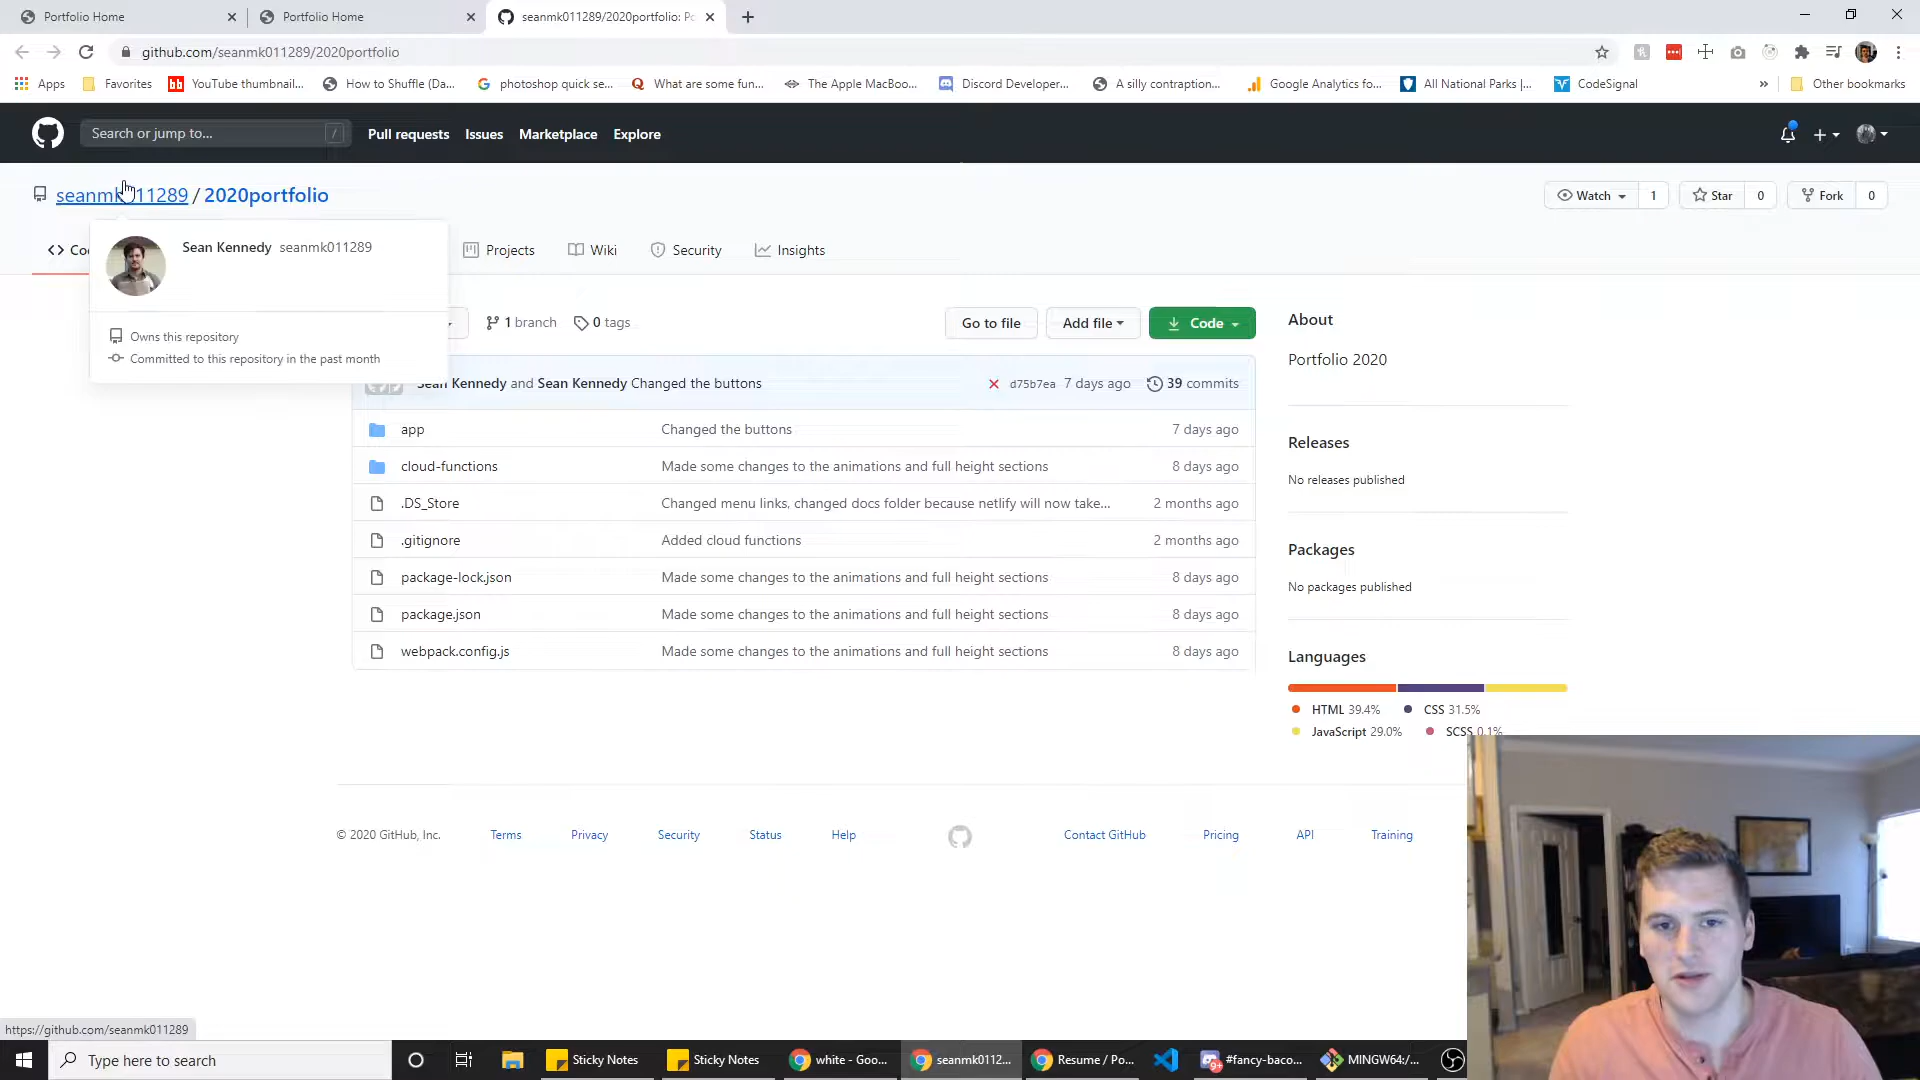 Portfolio Home
Portfolio Home
seanmk011289/2020portfolio: Po
github.com/seanmk011289/2020portfolio
Apps
Favorites
YouTube thumbnail...
How to Shuffle (Da...
photoshop quick se...
What are some fun...
The Apple MacBoo...
Discord Developer...
A silly contraption...
Google Analytics fo...
All National Parks |...
CodeSignal
»
Other bookmarks
Search or jump to...
/
Pull requests
Issues
Marketplace
Explore
seanmk011289 / 2020portfolio
Watch
1
Star
0
Fork
0
Sean Kennedy seanmk011289
Owns this repository
Committed to this repository in the past month
Projects
Wiki
Security
Insights
1 branch
0 tags
Go to file
Add file
Code
Sean Kennedy and Sean Kennedy Changed the buttons
d75b7ea 7 days ago
39 commits
app
Changed the buttons
7 days ago
cloud-functions
Made some changes to the animations and full height sections
8 days ago
.DS_Store
Changed menu links, changed docs folder because netlify will now take...
2 months ago
.gitignore
Added cloud functions
2 months ago
package-lock.json
Made some changes to the animations and full height sections
8 days ago
package.json
Made some changes to the animations and full height sections
8 days ago
webpack.config.js
Made some changes to the animations and full height sections
8 days ago
About
Portfolio 2020
Releases
No releases published
Packages
No packages published
Languages
HTML 39.4%
CSS 31.5%
JavaScript 29.0%
SCSS 0.1%
© 2020 GitHub, Inc.
Terms
Privacy
Security
Status
Help
Contact GitHub
Pricing
API
Training
https://github.com/seanmk011289
Type here to search
Sticky Notes
Sticky Notes
white - Goo...
seanmk0112...
Resume / Po...
#fancy-baco...
MINGW64:/...